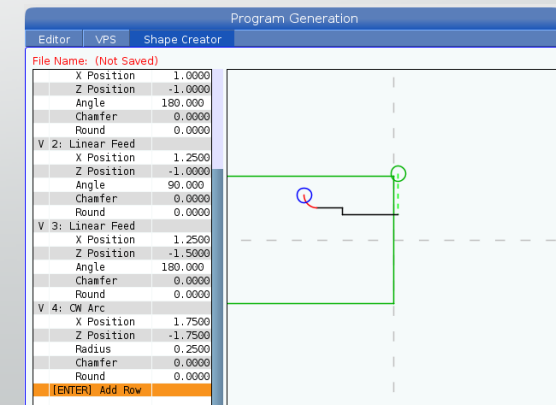 Program Generation
Editor VPS Shape Creator
File Name: (Not Saved)
X Position 1.0000
Z Position -1.0000
Angle 180.000
Chamfer 0.0000
Round 0.0000
V 2: Linear Feed
X Position 1.2500
Z Position -1.0000
Angle 90.000
Chamfer 0.0000
Round 0.0000
V 3: Linear Feed
X Position 1.2500
Z Position -1.5000
Angle 180.000
Chamfer 0.0000
Round 0.0000
V 4: CW Arc
X Position 1.7500
Z Position -1.7500
Radius 0.2500
Chamfer 0.0000
Round 0.0000
[ENTER] Add Row